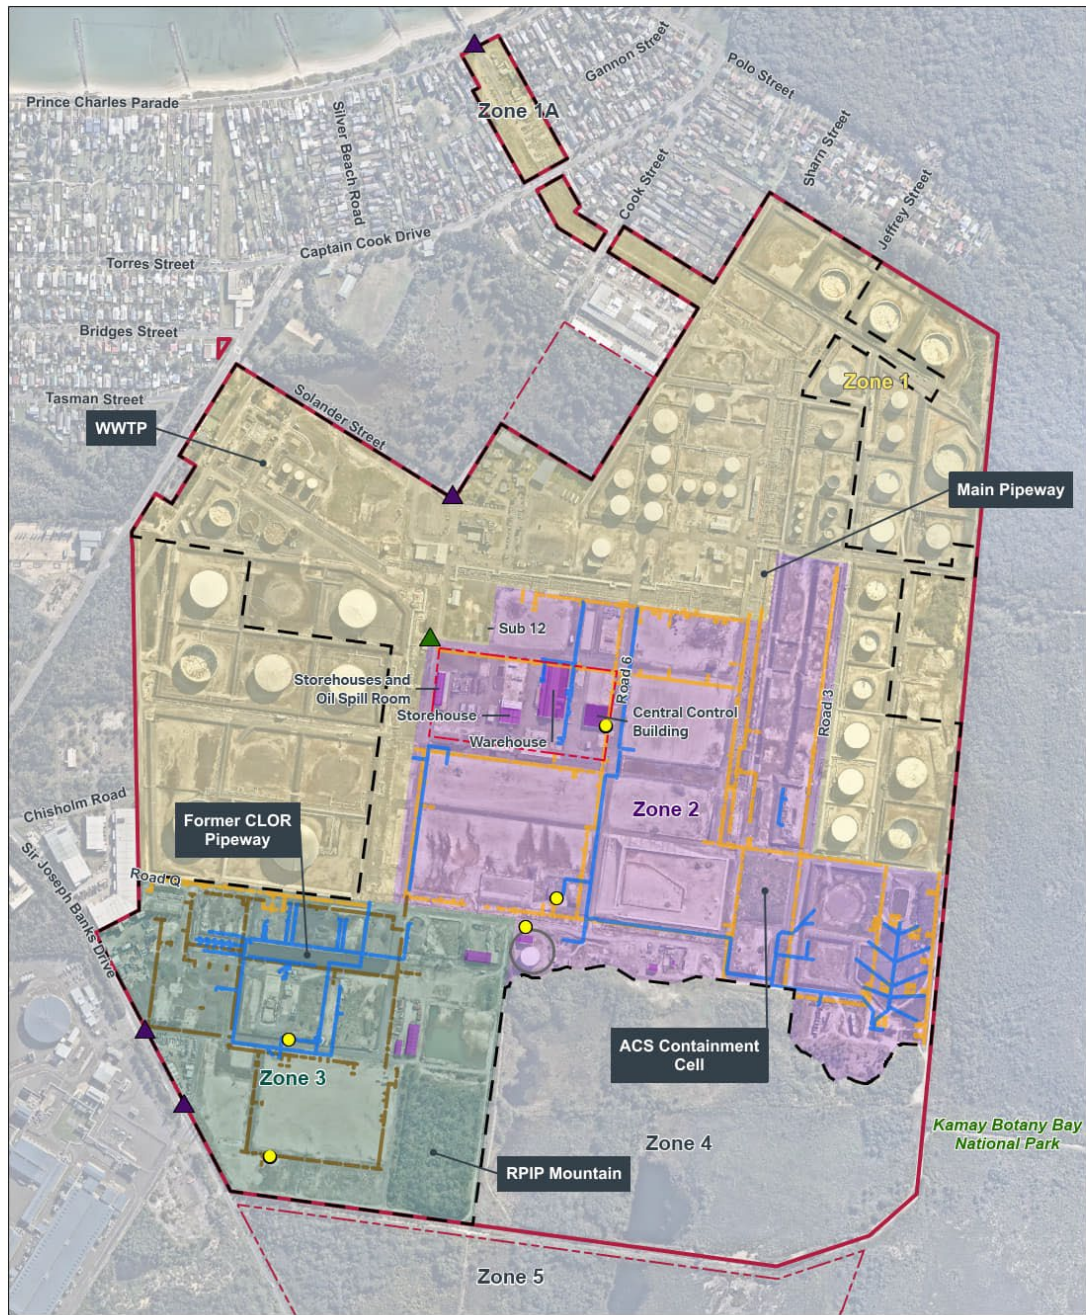 Gannon Street
Polo Street
Prince Charles Parade
Zone 1A
Silver Beach Road
Sharn Street
Cook Street
Jeffrey Street
Captain Cook Drive
Torres Street
Bridges Street
Zone 1
Tasman Street
Solander Street
WWTP
Main Pipeway
Sub 12
Storehouses and
Oil Spill Room
Road 6
Road 3
Storehouse
Central Control
Building
Warehouse
Chisholm Road
Zone 2
Former CLOR
Pipeway
Road Q
Sir Joseph Banks Drive
ACS Containment
Cell
Zone 3
Kamay Botany Bay
National Park
Zone 4
RPIP Mountain
Zone 5